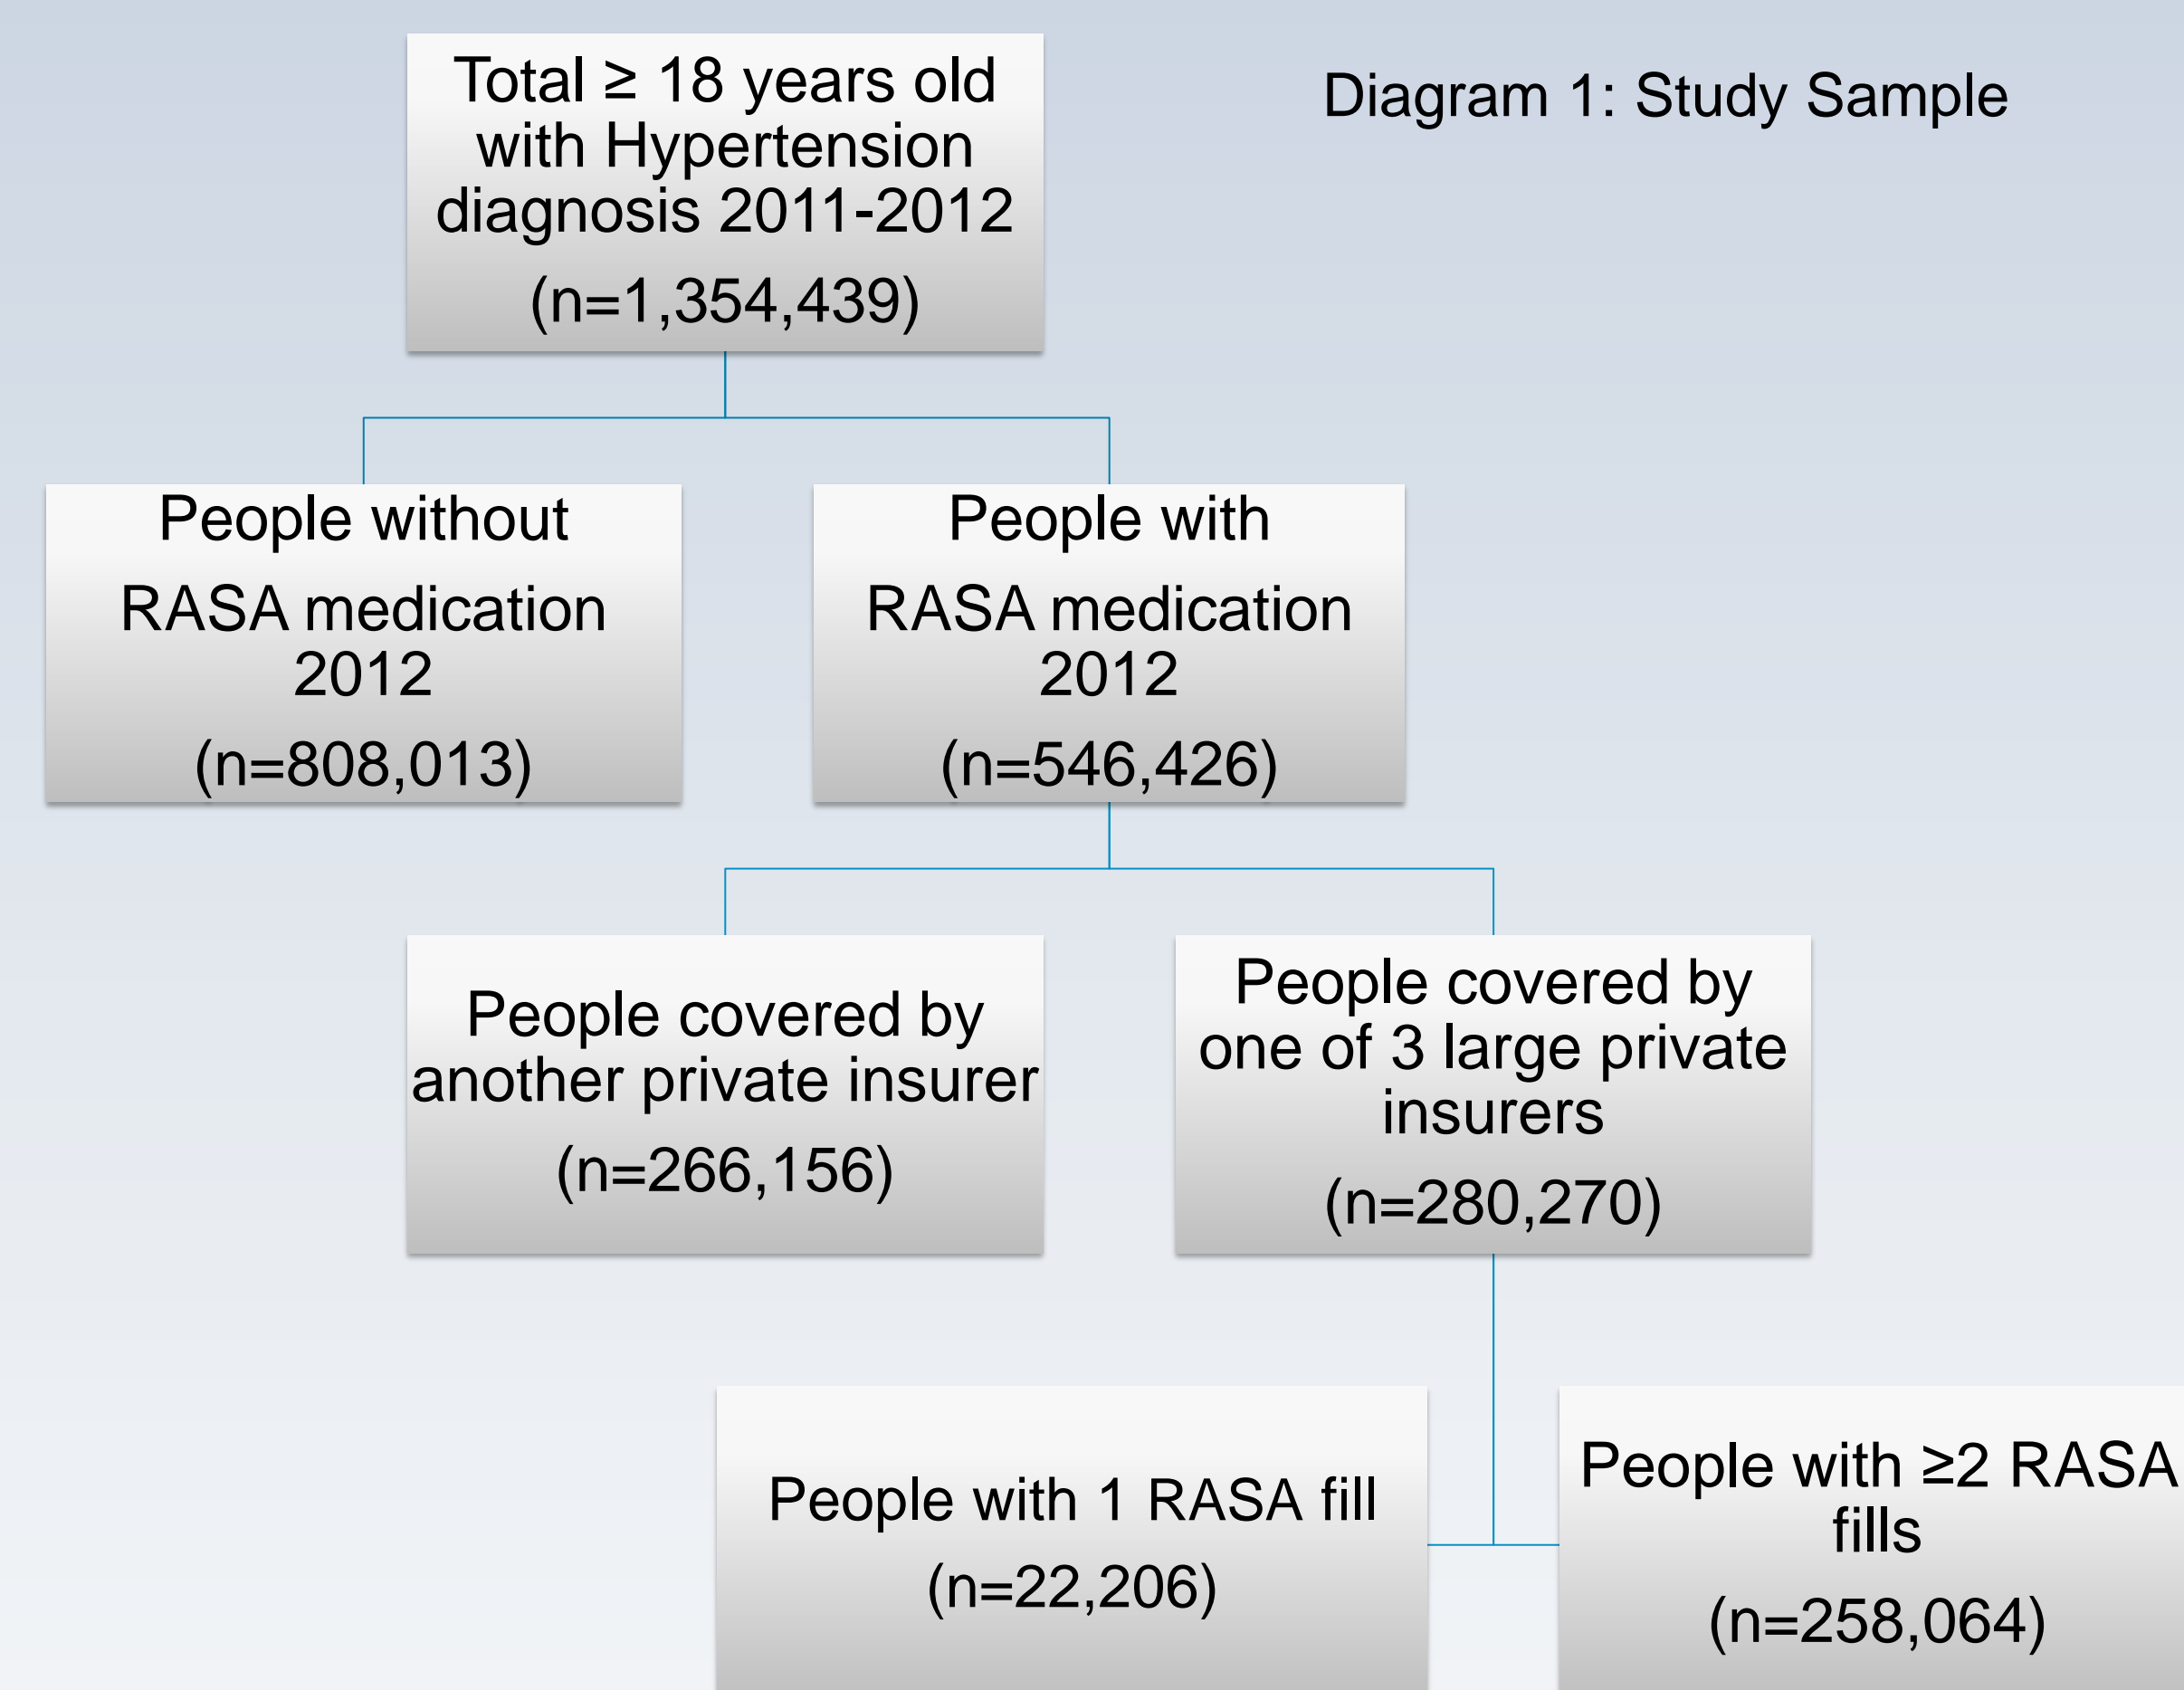 Diagram 1: Study Sample
Total ≥ 18 years old
with Hypertension
diagnosis 2011-2012
(n=1,354,439)
People without
RASA medication
2012
(n=808,013)
People with
RASA medication
2012
(n=546,426)
People covered by
another private insurer
(n=266,156)
People covered by
one of 3 large private
insurers
(n=280,270)
People with 1 RASA fill
(n=22,206)
People with ≥2 RASA
fills
(n=258,064)